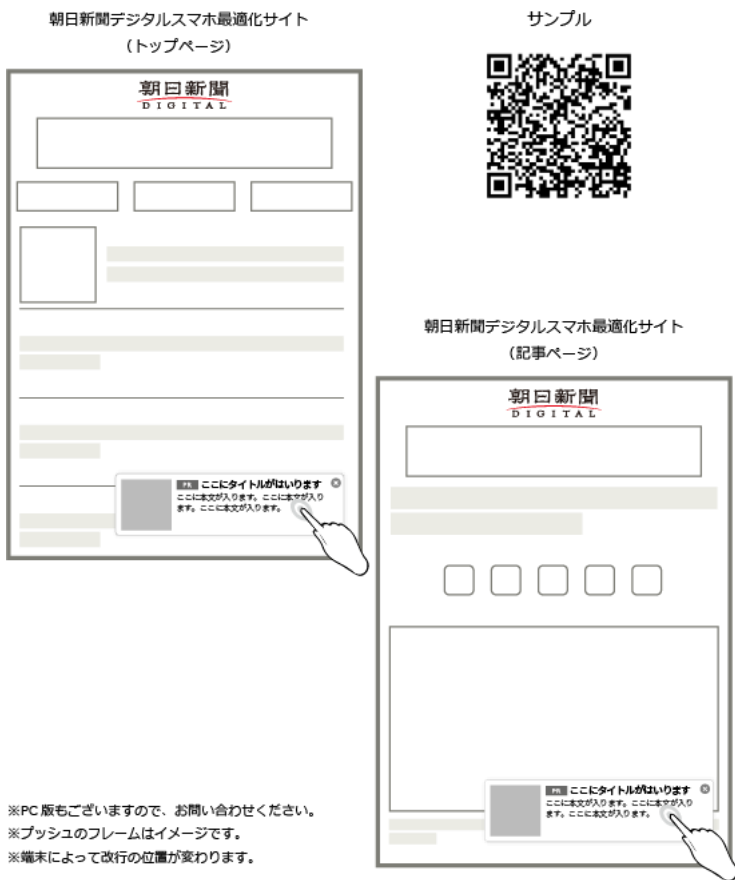 朝日新聞デジタルスマホ最適化サイト
（トップページ）
朝日新聞
DIGITAL
PR ここにタイトルがはいります
ここに本文が入ります。ここに本文が入り
ます。ここに本文が入ります。
サンプル
朝日新聞デジタルスマホ最適化サイト
（記事ページ）
朝日新聞
DIGITAL
PR ここにタイトルがはいります
ここに本文が入ります。ここに本文が入り
ます。ここに本文が入ります。
※PC版もございますので、お問い合わせください。
※プッシュのフレームはイメージです。
※端末によって改行の位置が変わります。